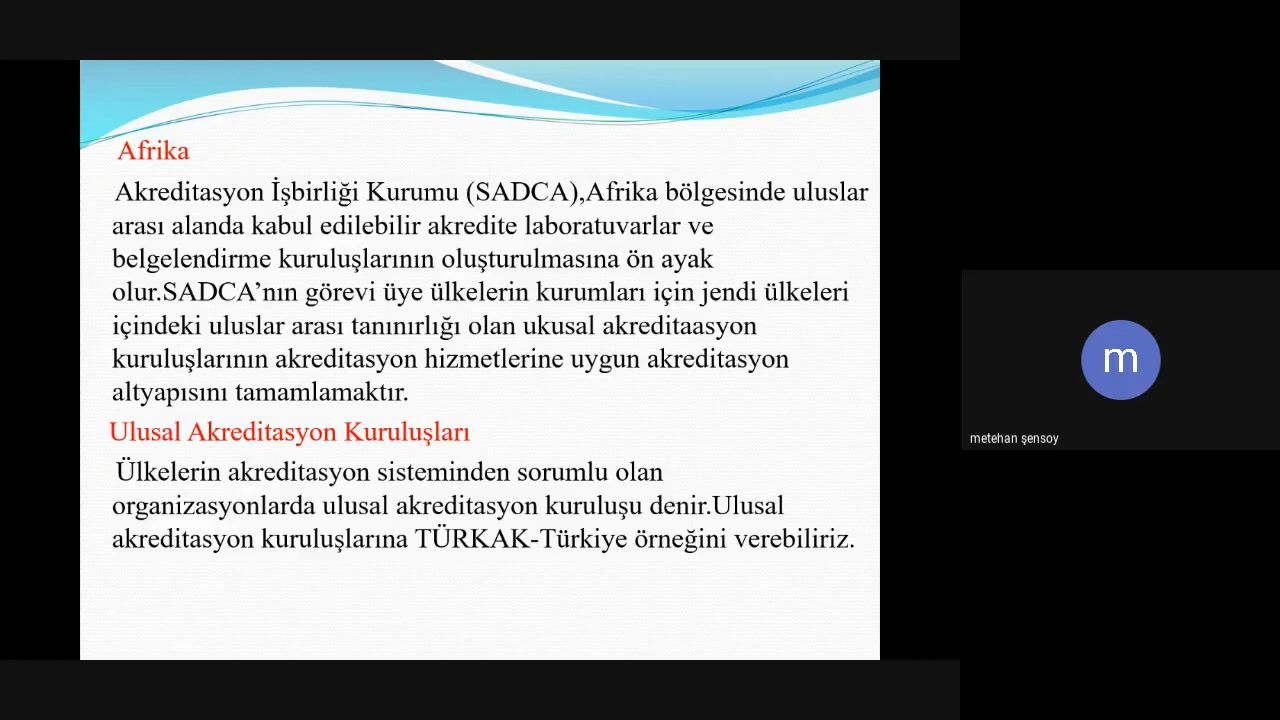 Afrika
Akreditasyon İşbirliği Kurumu (SADCA),Afrika bölgesinde uluslar
arası alanda kabul edilebilir akredite laboratuvarlar ve
belgelendirme kuruluşlarının oluşturulmasına ön ayak
olur.SADCA’nın görevi üye ülkelerin kurumları için jendi ülkeleri
içindeki uluslar arası tanınırlığı olan ukusal akreditaasyon
kuruluşlarının akreditasyon hizmetlerine uygun akreditasyon
altyapısını tamamlamaktır.
Ulusal Akreditasyon Kuruluşları
Ülkelerin akreditasyon sisteminden sorumlu olan
organizasyonlarda ulusal akreditasyon kuruluşu denir.Ulusal
akreditasyon kuruluşlarına TÜRKAK-Türkiye örneğini verebiliriz.
m
metehan şensoy